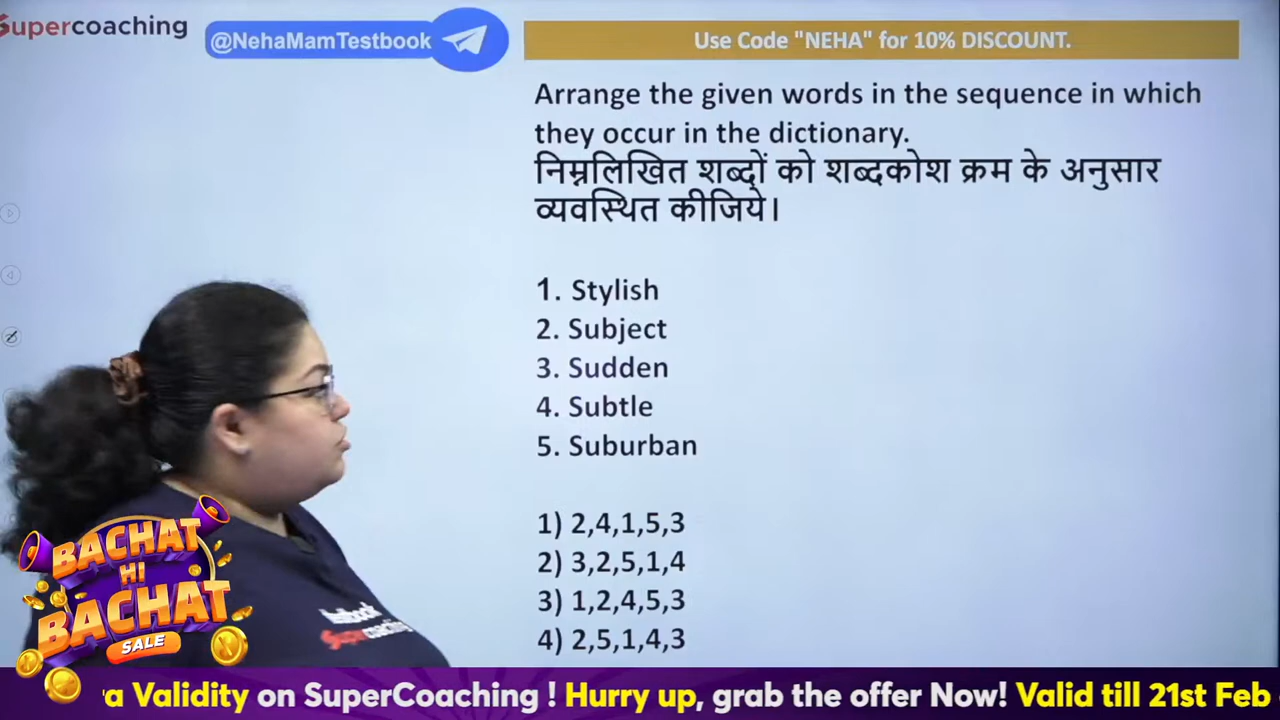 Supercoaching
@NehaMamTestbook
Use Code "NEHA" for 10% DISCOUNT.
Arrange the given words in the sequence in which
they occur in the dictionary.
निम्नलिखित शब्दों को शब्दकोश क्रम के अनुसार
व्यवस्थित कीजिये।
1. Stylish
2. Subject
3. Sudden
4. Subtle
5. Suburban
1) 2,4,1,5,3
2) 3,2,5,1,4
3) 1,2,4,5,3
4) 2,5,1,4,3
testbook
Supercoaching
BACHAT
HI
BACHAT
SALE
a Validity on SuperCoaching ! Hurry up, grab the offer Now! Valid till 21st Feb